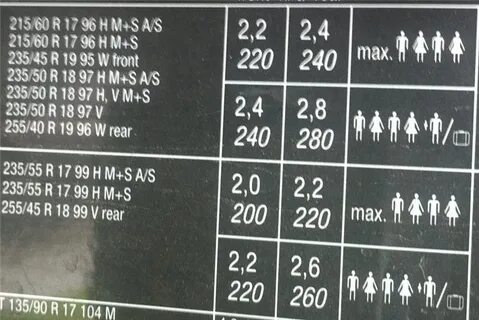 215/60 R 17 96 H M+S A/S
215/60 R 17 96 H M+S
235/45 R 19 95 W front
235/50 R 18 97 H M+S A/S
235/50 R 18 97 H, V M+S
235/50 R 18 97 V
255/40 R 19 96 W rear
2,2 2,4
220 240
max.
2,4 2,8
240 280
+ /
235/55 R 17 99 H M+S A/S
235/55 R 17 99 H M+S
255/45 R 18 99 V rear
2,0 2,2
200 220
max.
2,2 2,6
220 260
+ /
T 135/90 R 17 104 M